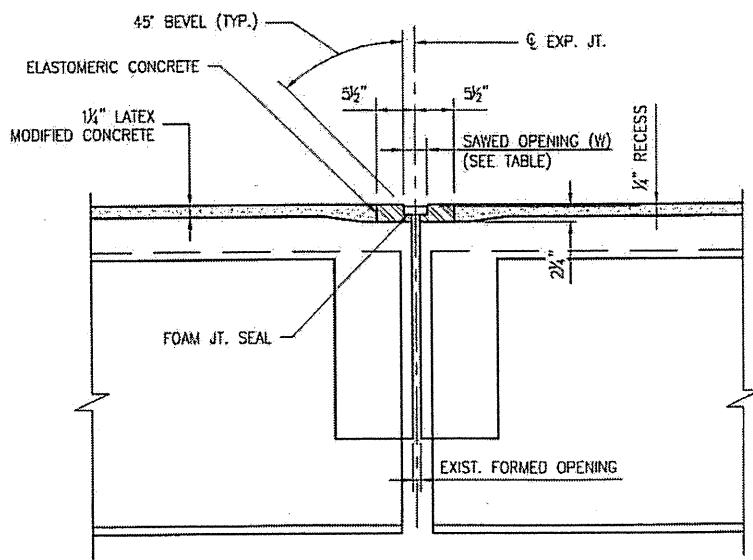 45° BEVEL (TYP.)
℄ EXP. JT.
ELASTOMERIC CONCRETE
5½"
5½"
1¼" LATEX
MODIFIED CONCRETE
SAWED OPENING (W)
(SEE TABLE)
¼" RECESS
2¼"
FOAM JT. SEAL
EXIST. FORMED OPENING